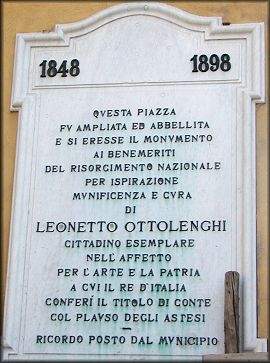 1848 1898
QVESTA PIAZZA
FV AMPLIATA ED ABBELLITA
E SI ERESSE IL MONVMENTO
AI BENEMERITI
DEL RISORGIMENTO NAZIONALE
PER ISPIRAZIONE
MVNIFICENZA E CVRA
DI
LEONETTO OTTOLENGHI
CITTADINO ESEMPLARE
NELL'AFFETTO
PER L'ARTE E LA PATRIA
A CVI IL RE D'ITALIA
CONFERÍ IL TITOLO DI CONTE
COL PLAVSO DEGLI ASTESI
—
RICORDO POSTO DAL MVNICIPIO